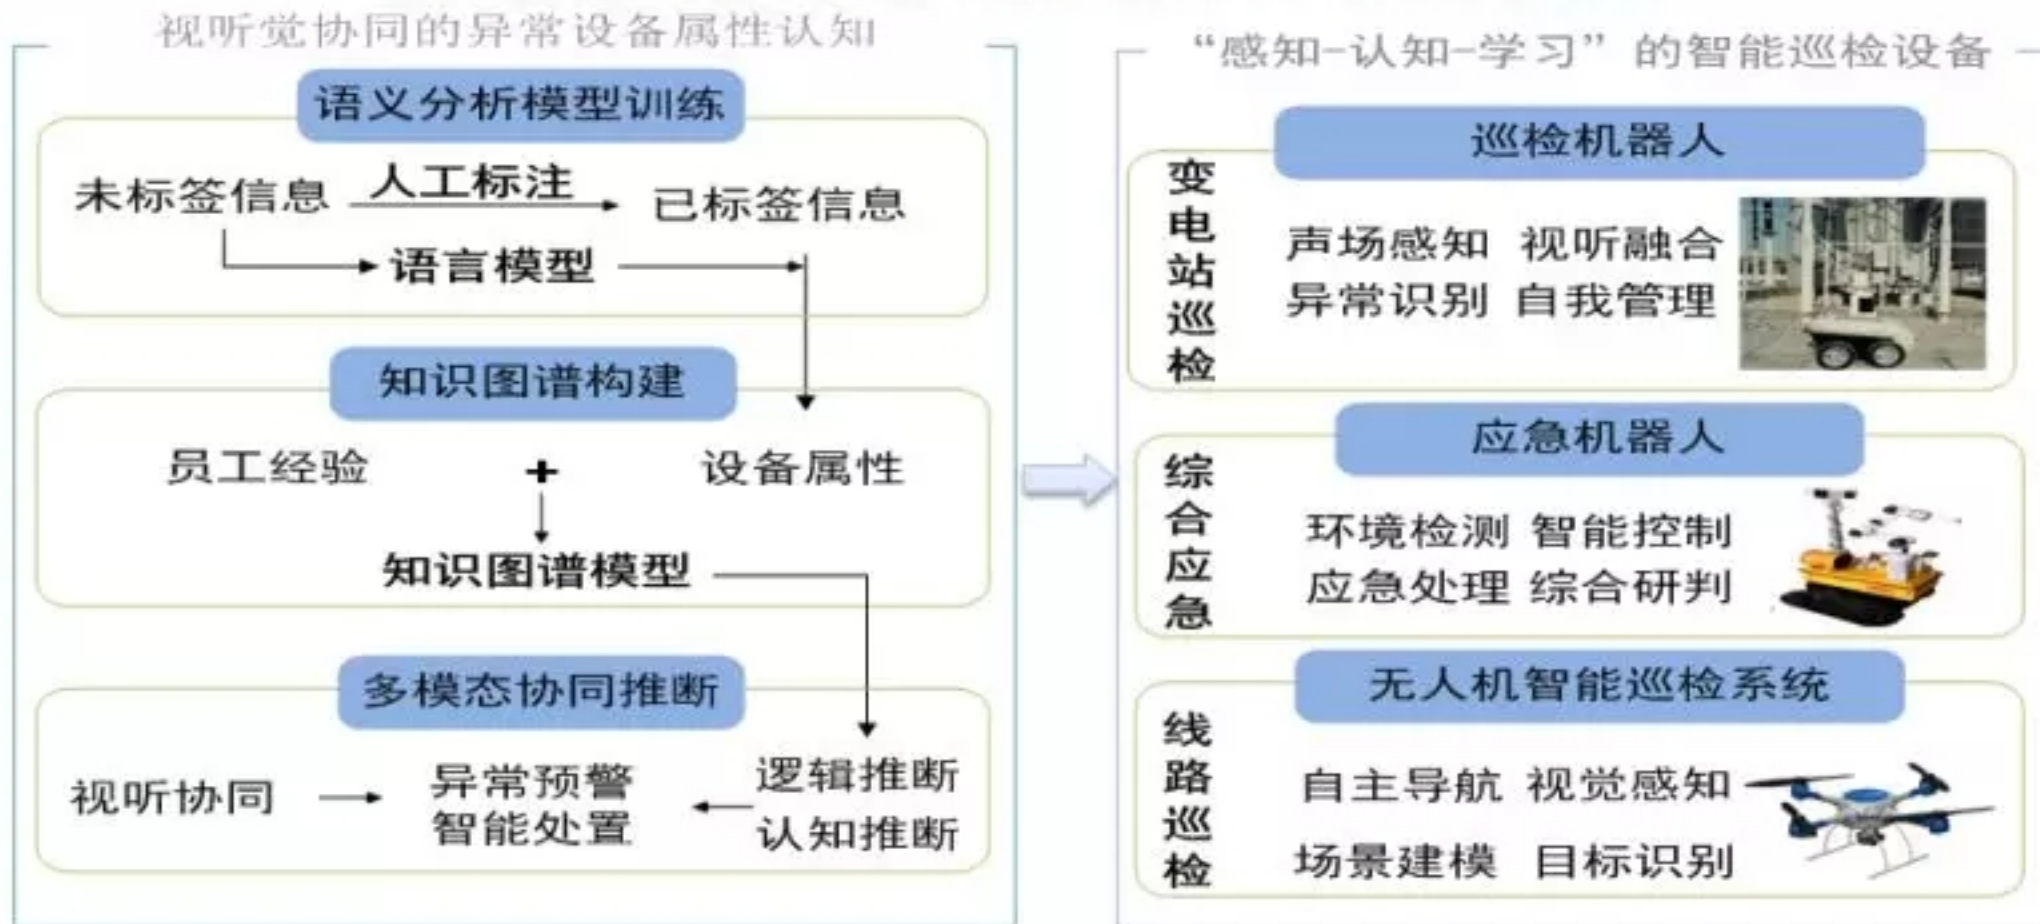 视听觉协同的异常设备属性认知
语义分析模型训练
未标签信息
人工标注
已标签信息
语言模型
知识图谱构建
员工经验
+
设备属性
知识图谱模型
多模态协同推断
视听协同
异常预警
智能处置
逻辑推断
认知推断
“感知-认知-学习”的智能巡检设备
巡检机器人
变电站巡检
声场感知 视听融合
异常识别 自我管理
应急机器人
综合应急
环境检测 智能控制
应急处理 综合研判
无人机智能巡检系统
线路巡检
自主导航 视觉感知
场景建模 目标识别